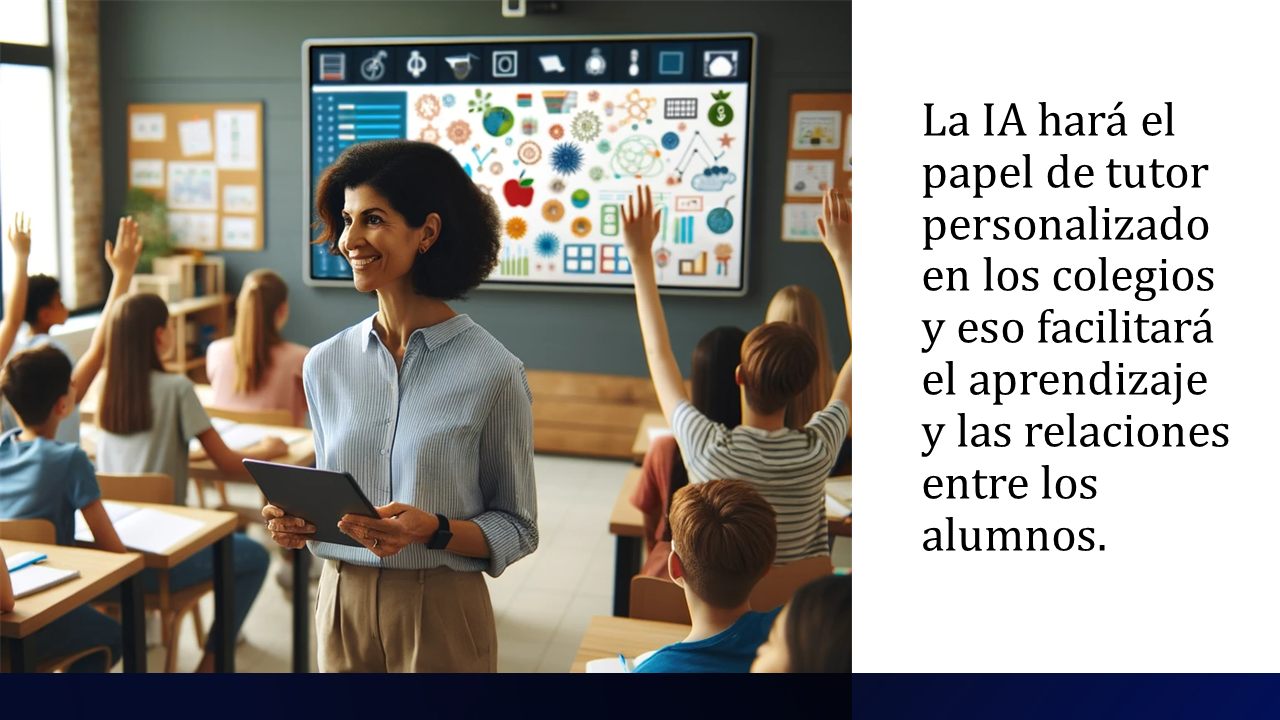 La IA hará el
papel de tutor
personalizado
en los colegios
y eso facilitará
el aprendizaje
y las relaciones
entre los
alumnos.